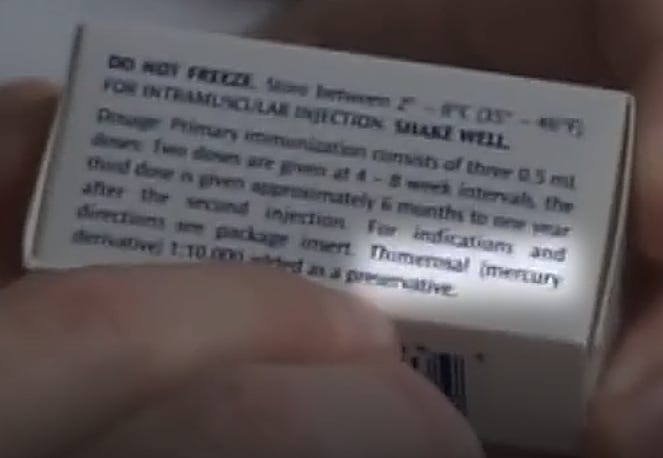 DO NOT FREEZE. Store between 2° – 8°C (35° – 46°F)
FOR INTRAMUSCULAR INJECTION. SHAKE WELL.
Dosage: Primary immunization consists of three 0.5 mL
doses: Two doses are given at 4 – 8 week intervals, the
third dose is given approximately 6 months to one year
after the second injection. For indications and
directions see package insert. Thimerosal (mercury
derivative) 1:10,000 added as a preservative.